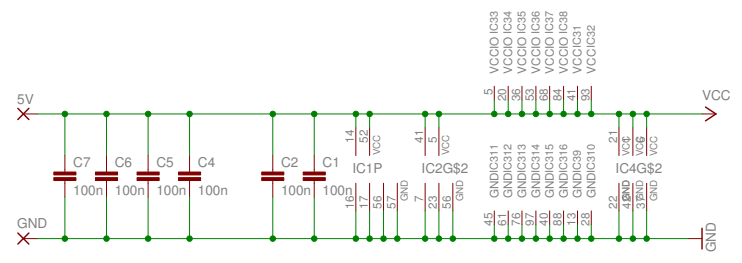 VCCIO IC33
VCCIO IC34
VCCIO IC35
VCCIO IC36
VCCIO IC37
VCCIO IC38
VCCIC31
VCCIC32
5
20
36
53
68
84
41
93
5V
VCC
14
52
VCC
41
5
VCC
21
VCC
C7
100n
C6
100n
C5
100n
C4
100n
C2
100n
C1
100n
IC1P
IC2G$2
IC4G$2
GNDIC311
GNDIC312
GNDIC313
GNDIC314
GNDIC315
GNDIC316
GNDIC39
GNDIC310
16
17
56
57
GND
7
23
56
GND
45
61
76
97
40
88
13
28
22
37
GND
GND
GND